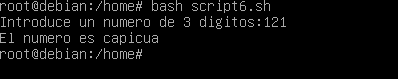 root@debian:/home# bash script6.sh
Introduce un numero de 3 digitos:121
El numero es capicua
root@debian:/home#